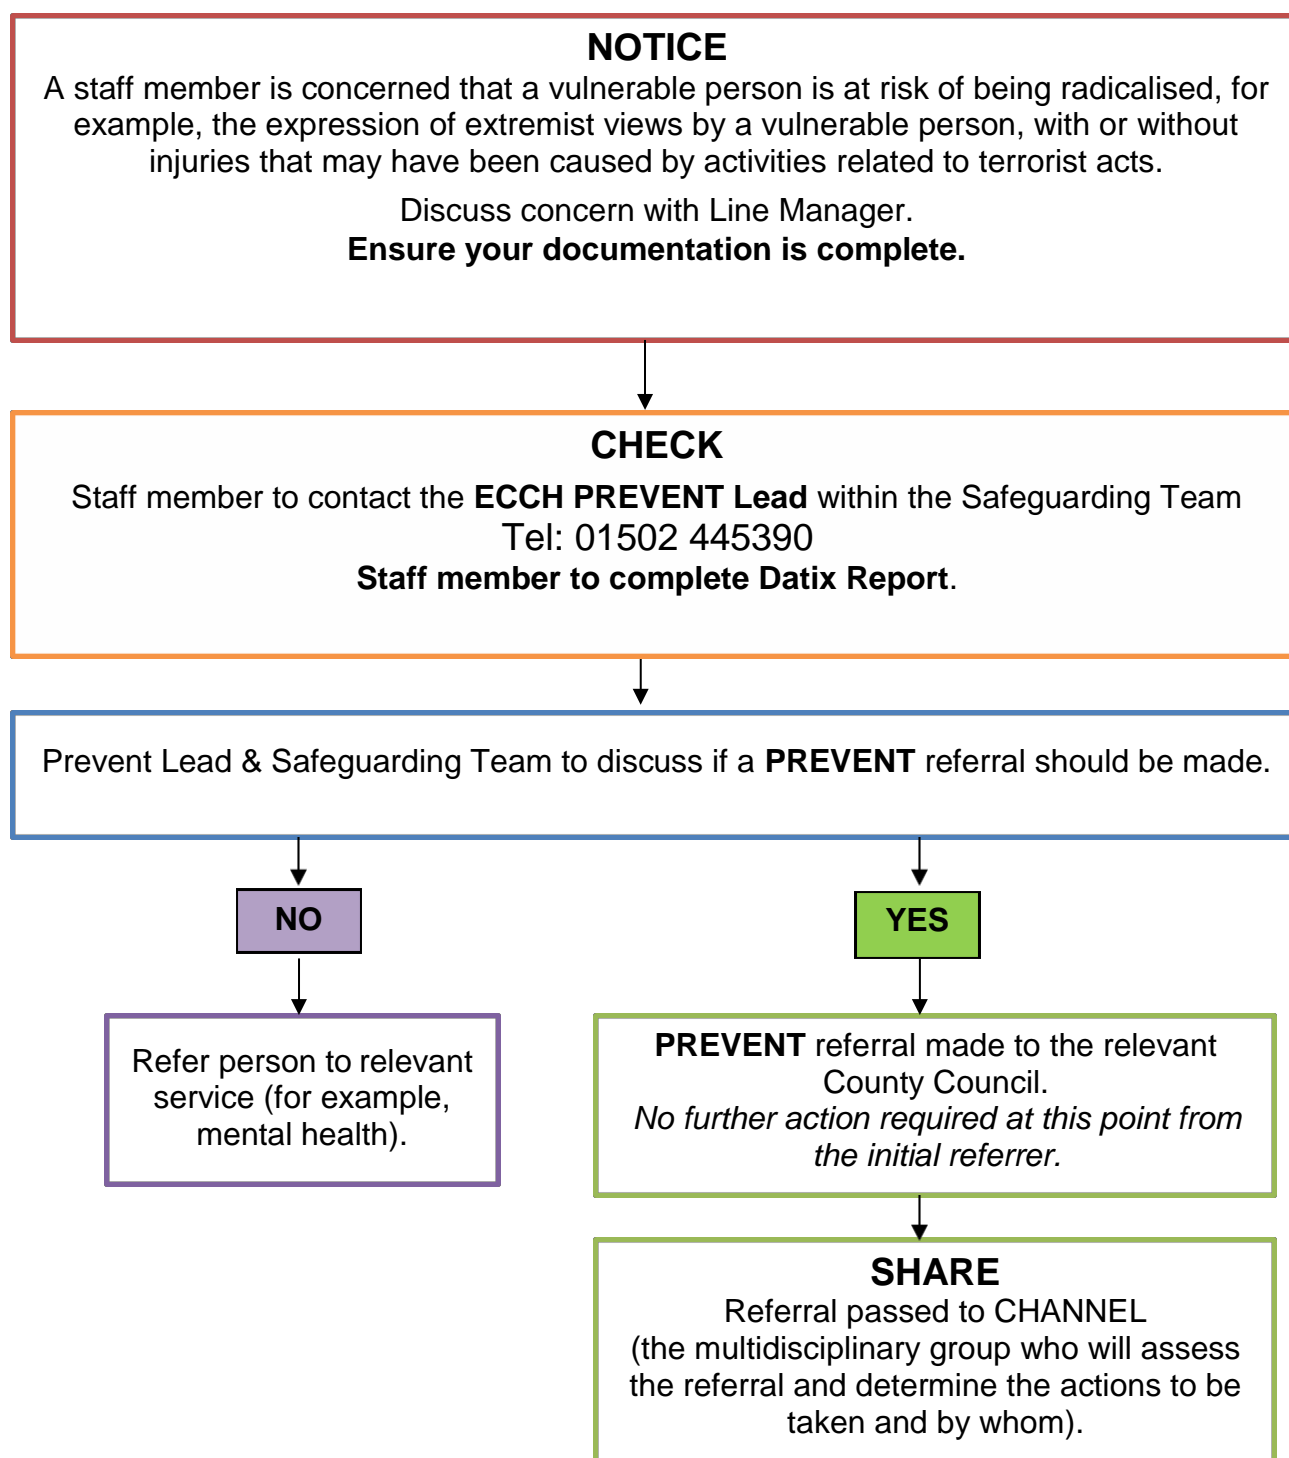 NOTICE
A staff member is concerned that a vulnerable person is at risk of being radicalised, for
example, the expression of extremist views by a vulnerable person, with or without
injuries that may have been caused by activities related to terrorist acts.
Discuss concern with Line Manager.
Ensure your documentation is complete.
CHECK
Staff member to contact the ECCH PREVENT Lead within the Safeguarding Team
Tel: 01502 445390
Staff member to complete Datix Report.
Prevent Lead & Safeguarding Team to discuss if a PREVENT referral should be made.
NO
Refer person to relevant
service (for example,
mental health).
YES
PREVENT referral made to the relevant
County Council.
No further action required at this point from
the initial referrer.
SHARE
Referral passed to CHANNEL
(the multidisciplinary group who will assess
the referral and determine the actions to be
taken and by whom).